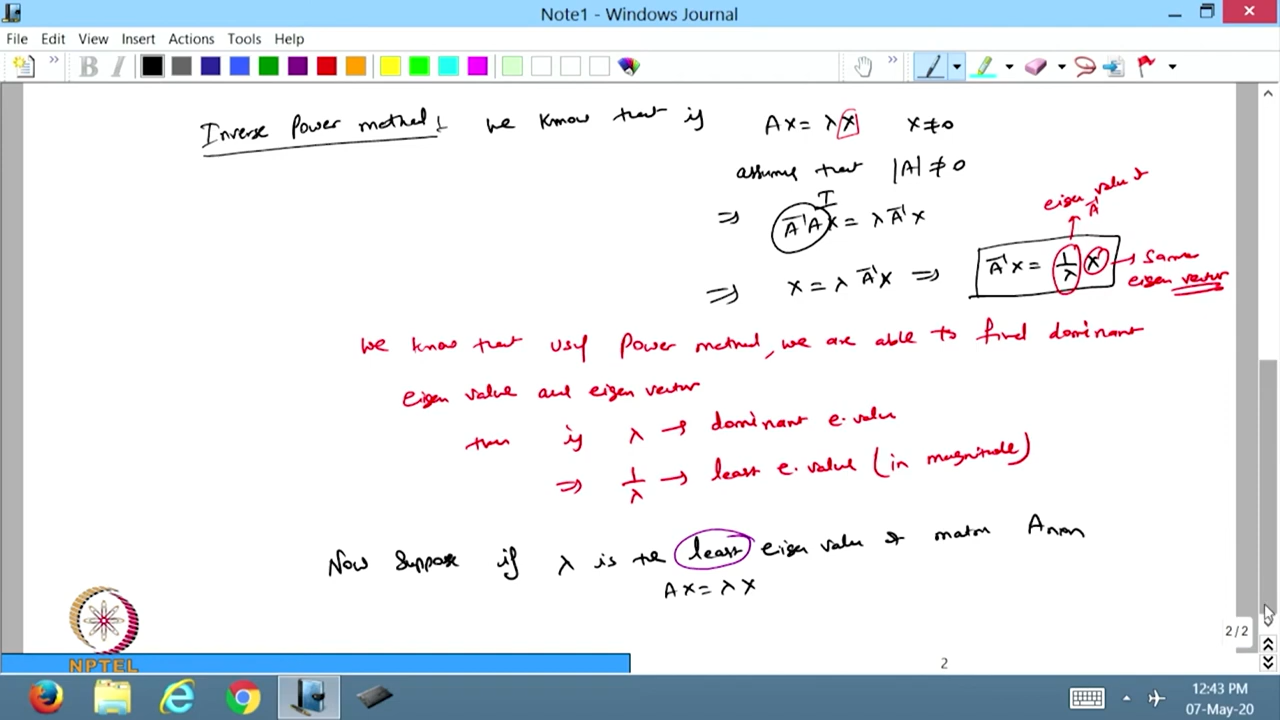 Note1 - Windows Journal
File Edit View Insert Actions Tools Help
Inverse Power method: we know that if Ax = λx x≠0
assume that |A| ≠ 0
I
⇒ A⁻¹Ax = λA⁻¹x
eigen value of A⁻¹
⇒ x = λA⁻¹x ⇒ A⁻¹x = 1/λ x → same eigen vector
we know that using Power method, we are able to find dominant
eigen value and eigen vector
then if λ → dominant e. value
⇒ 1/λ → least e. value (in magnitude)
Now suppose if λ is the least eigen value of matrix Anxn
Ax = λx
NPTEL
2 / 2
2
12:43 PM
07-May-20